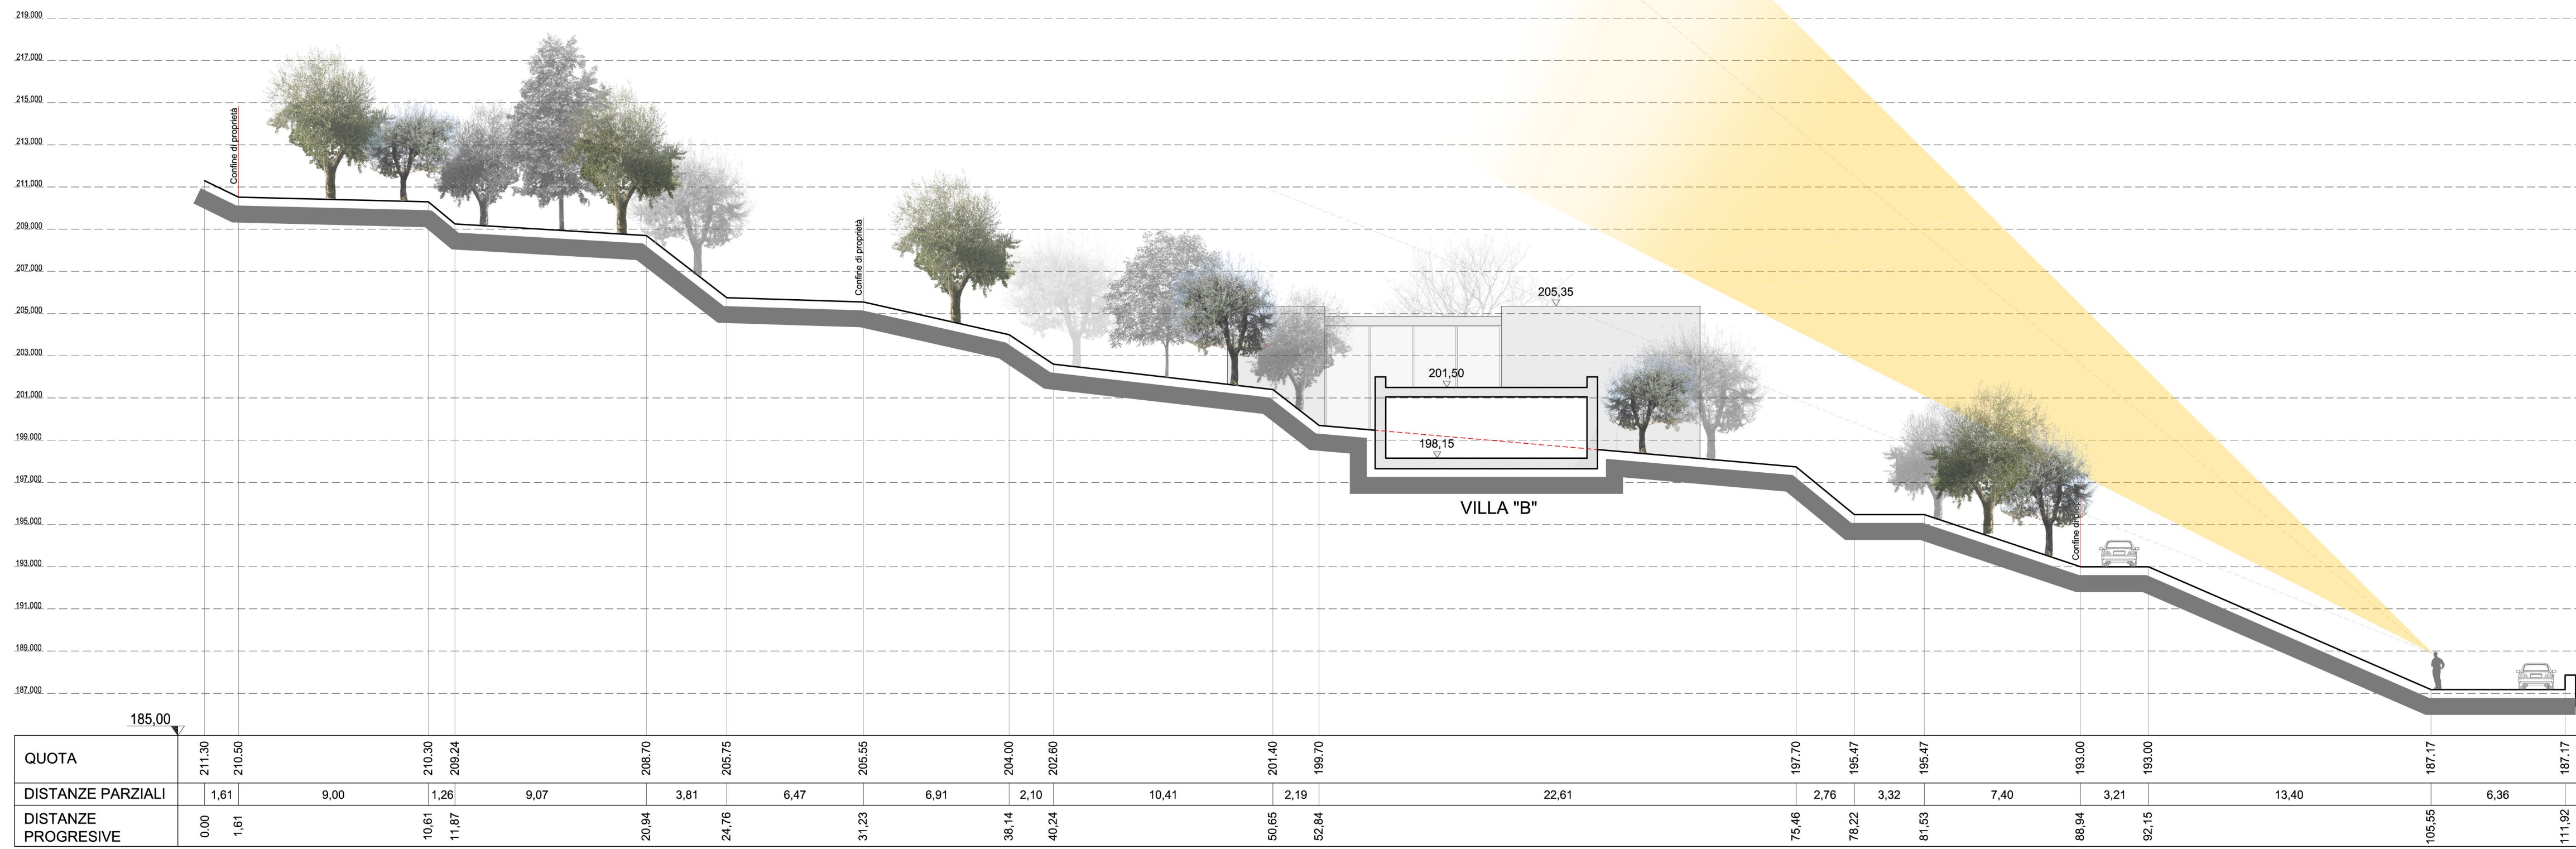 219,000
217,000
215,000
213,000
211,000
209,000
207,000
205,000
203,000
201,000
199,000
197,000
195,000
193,000
191,000
189,000
187,000
185,00
Confine di proprietà
Confine di proprietà
205,35
201,50
198,15
VILLA "B"
Confine di
QUOTA
211.30 210.50 210.30 209.24 208.70 205.75 205.55 204.00 202.60 201.40 199.70 197.70 195.47 195.47 193.00 193.00 187.17 187.17
DISTANZE PARZIALI
1,61 9,00 1,26 9,07 3,81 6,47 6,91 2,10 10,41 2,19 22,61 2,76 3,32 7,40 3,21 13,40 6,36
DISTANZE
PROGRESIVE
0.00 1,61 10,61 11,87 20,94 24,76 31,23 38,14 40,24 50,65 52,84 75,46 78,22 81,53 88,94 92,15 105,55 111,92